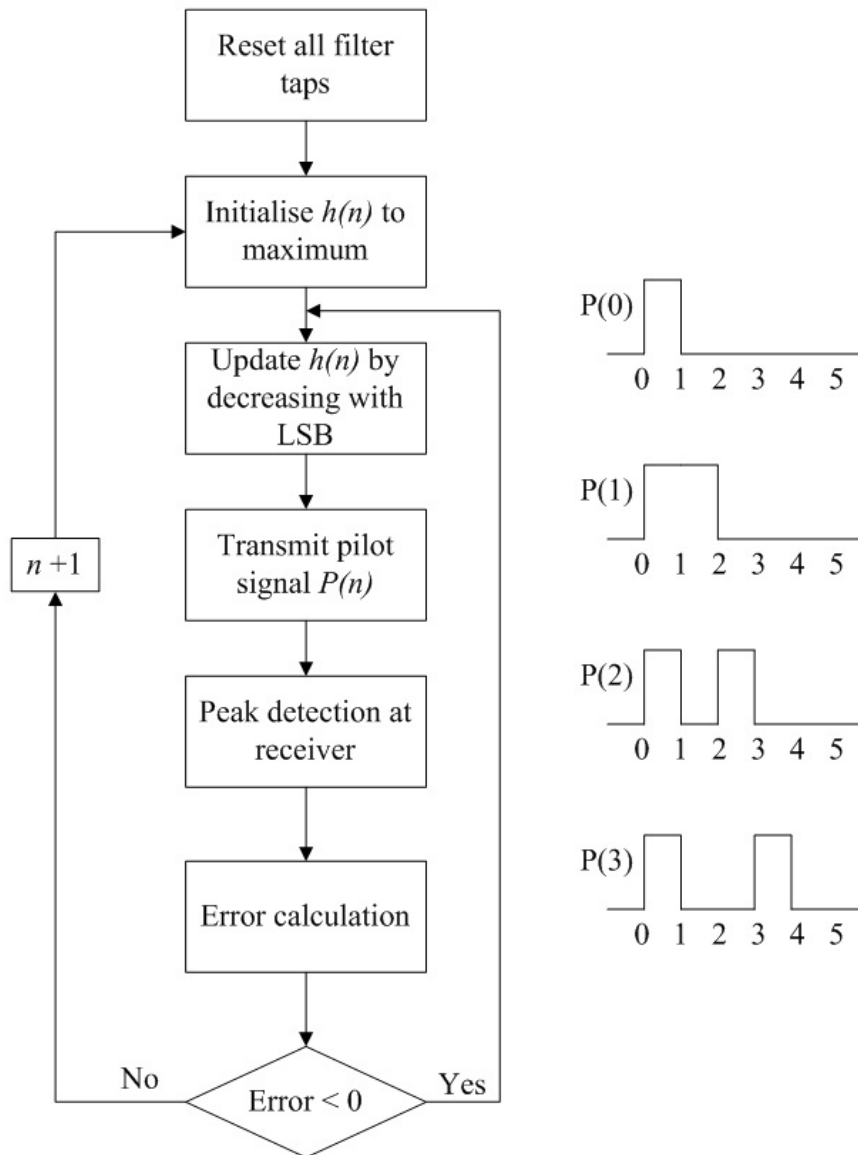 Reset all filter
taps
Initialise h(n) to
maximum
Update h(n) by
decreasing with
LSB
Transmit pilot
signal P(n)
n +1
Peak detection at
receiver
Error calculation
No
Error < 0
Yes
P(0)
0 1 2 3 4 5
P(1)
0 1 2 3 4 5
P(2)
0 1 2 3 4 5
P(3)
0 1 2 3 4 5